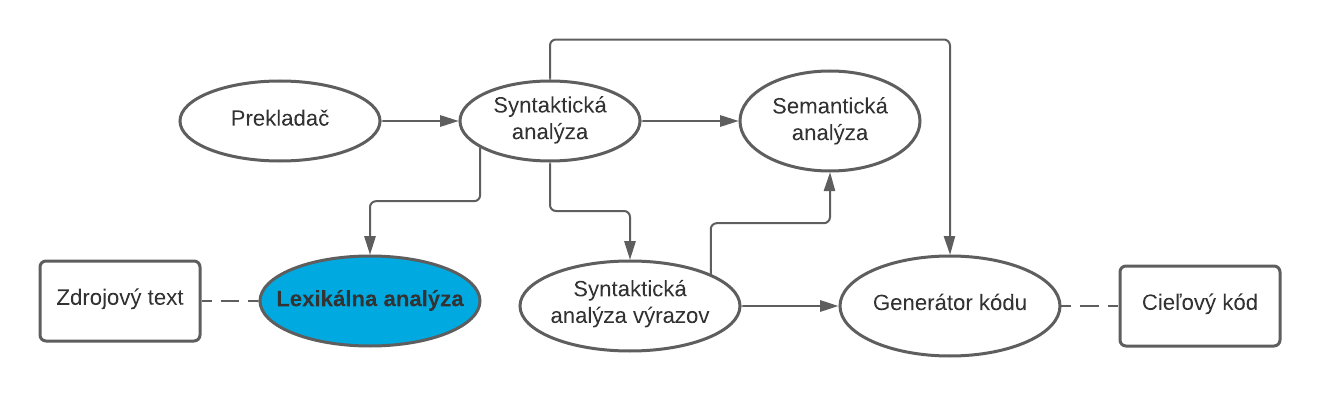 Prekladač
Syntaktická
analýza
Semantická
analýza
Zdrojový text
Lexikálna analýza
Syntaktická
analýza výrazov
Generátor kódu
Cieľový kód